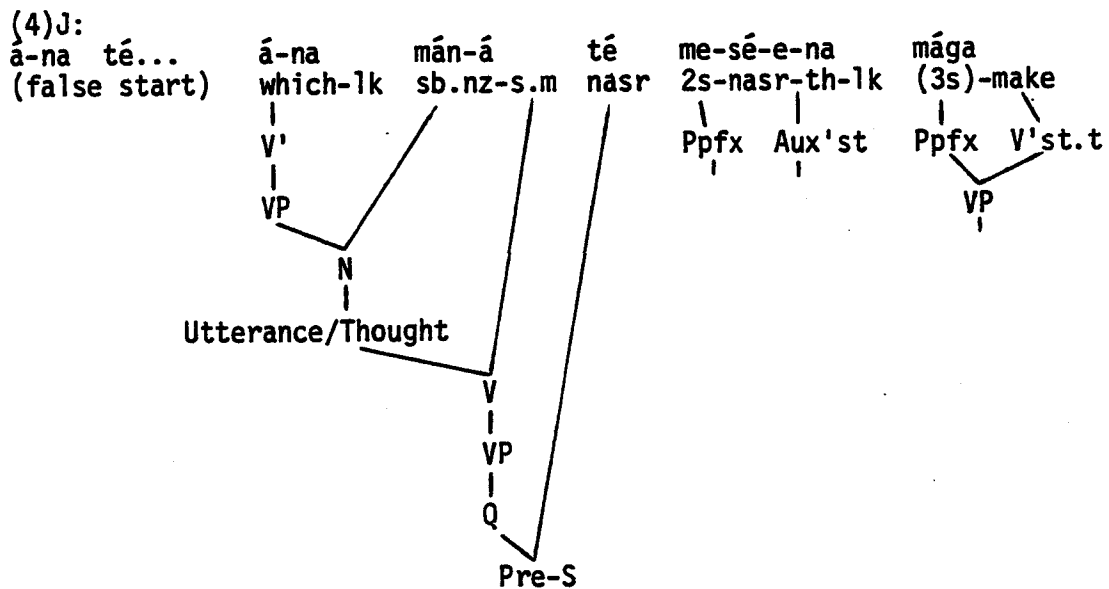 (4)J:
á-na té... á-na mán-á té me-sé-e-na mága
(false start) which-lk sb.nz-s.m nasr 2s-nasr-th-lk (3s)-make
V' Ppfx Aux'st Ppfx V'st.t
VP VP
N
Utterance/Thought
V
VP
Q
Pre-S